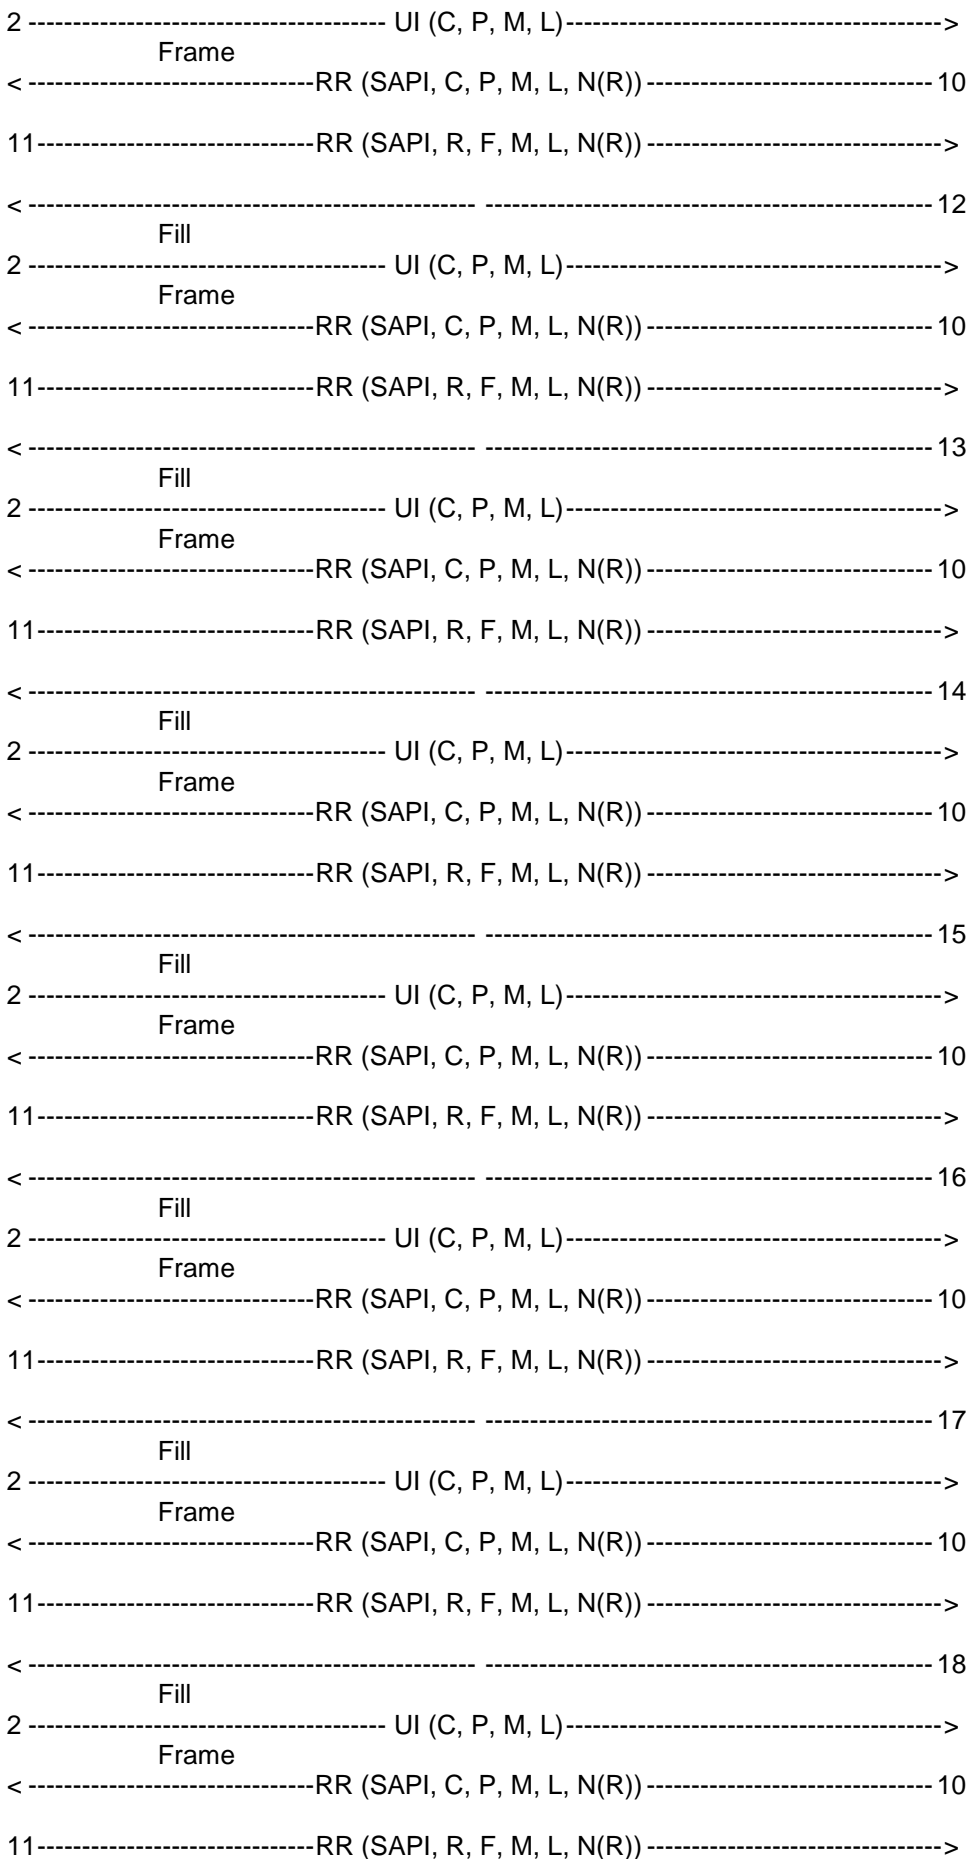 2 ---------------------------------------- UI (C, P, M, L)------------------------------------------>
Frame
< --------------------------------RR (SAPI, C, P, M, L, N(R)) -------------------------------- 10
11-------------------------------RR (SAPI, R, F, M, L, N(R)) --------------------------------->
< -------------------------------------------------- -------------------------------------------------- 12
Fill
2 ---------------------------------------- UI (C, P, M, L)------------------------------------------>
Frame
< --------------------------------RR (SAPI, C, P, M, L, N(R)) -------------------------------- 10
11-------------------------------RR (SAPI, R, F, M, L, N(R)) --------------------------------->
< -------------------------------------------------- -------------------------------------------------- 13
Fill
2 ---------------------------------------- UI (C, P, M, L)------------------------------------------>
Frame
< --------------------------------RR (SAPI, C, P, M, L, N(R)) -------------------------------- 10
11-------------------------------RR (SAPI, R, F, M, L, N(R)) --------------------------------->
< -------------------------------------------------- -------------------------------------------------- 14
Fill
2 ---------------------------------------- UI (C, P, M, L)------------------------------------------>
Frame
< --------------------------------RR (SAPI, C, P, M, L, N(R)) -------------------------------- 10
11-------------------------------RR (SAPI, R, F, M, L, N(R)) --------------------------------->
< -------------------------------------------------- -------------------------------------------------- 15
Fill
2 ---------------------------------------- UI (C, P, M, L)------------------------------------------>
Frame
< --------------------------------RR (SAPI, C, P, M, L, N(R)) -------------------------------- 10
11-------------------------------RR (SAPI, R, F, M, L, N(R)) --------------------------------->
< -------------------------------------------------- -------------------------------------------------- 16
Fill
2 ---------------------------------------- UI (C, P, M, L)------------------------------------------>
Frame
< --------------------------------RR (SAPI, C, P, M, L, N(R)) -------------------------------- 10
11-------------------------------RR (SAPI, R, F, M, L, N(R)) --------------------------------->
< -------------------------------------------------- -------------------------------------------------- 17
Fill
2 ---------------------------------------- UI (C, P, M, L)------------------------------------------>
Frame
< --------------------------------RR (SAPI, C, P, M, L, N(R)) -------------------------------- 10
11-------------------------------RR (SAPI, R, F, M, L, N(R)) --------------------------------->
< -------------------------------------------------- -------------------------------------------------- 18
Fill
2 ---------------------------------------- UI (C, P, M, L)------------------------------------------>
Frame
< --------------------------------RR (SAPI, C, P, M, L, N(R)) -------------------------------- 10
11-------------------------------RR (SAPI, R, F, M, L, N(R)) --------------------------------->